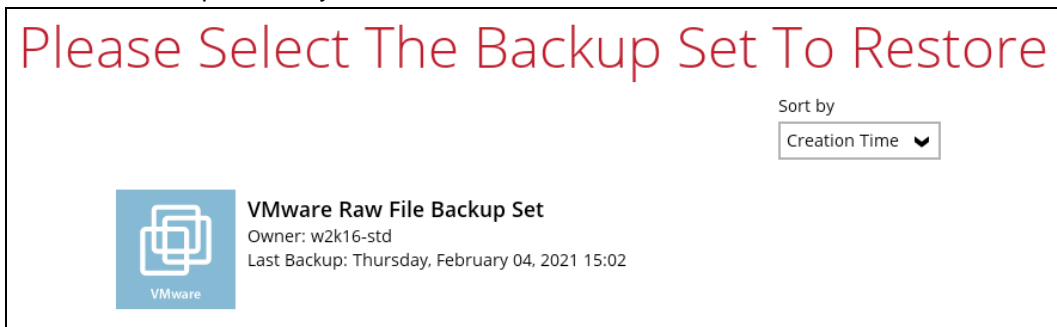 Please Select The Backup Set To Restore
Sort by
Creation Time
VMware Raw File Backup Set
Owner: w2k16-std
Last Backup: Thursday, February 04, 2021 15:02
VMware